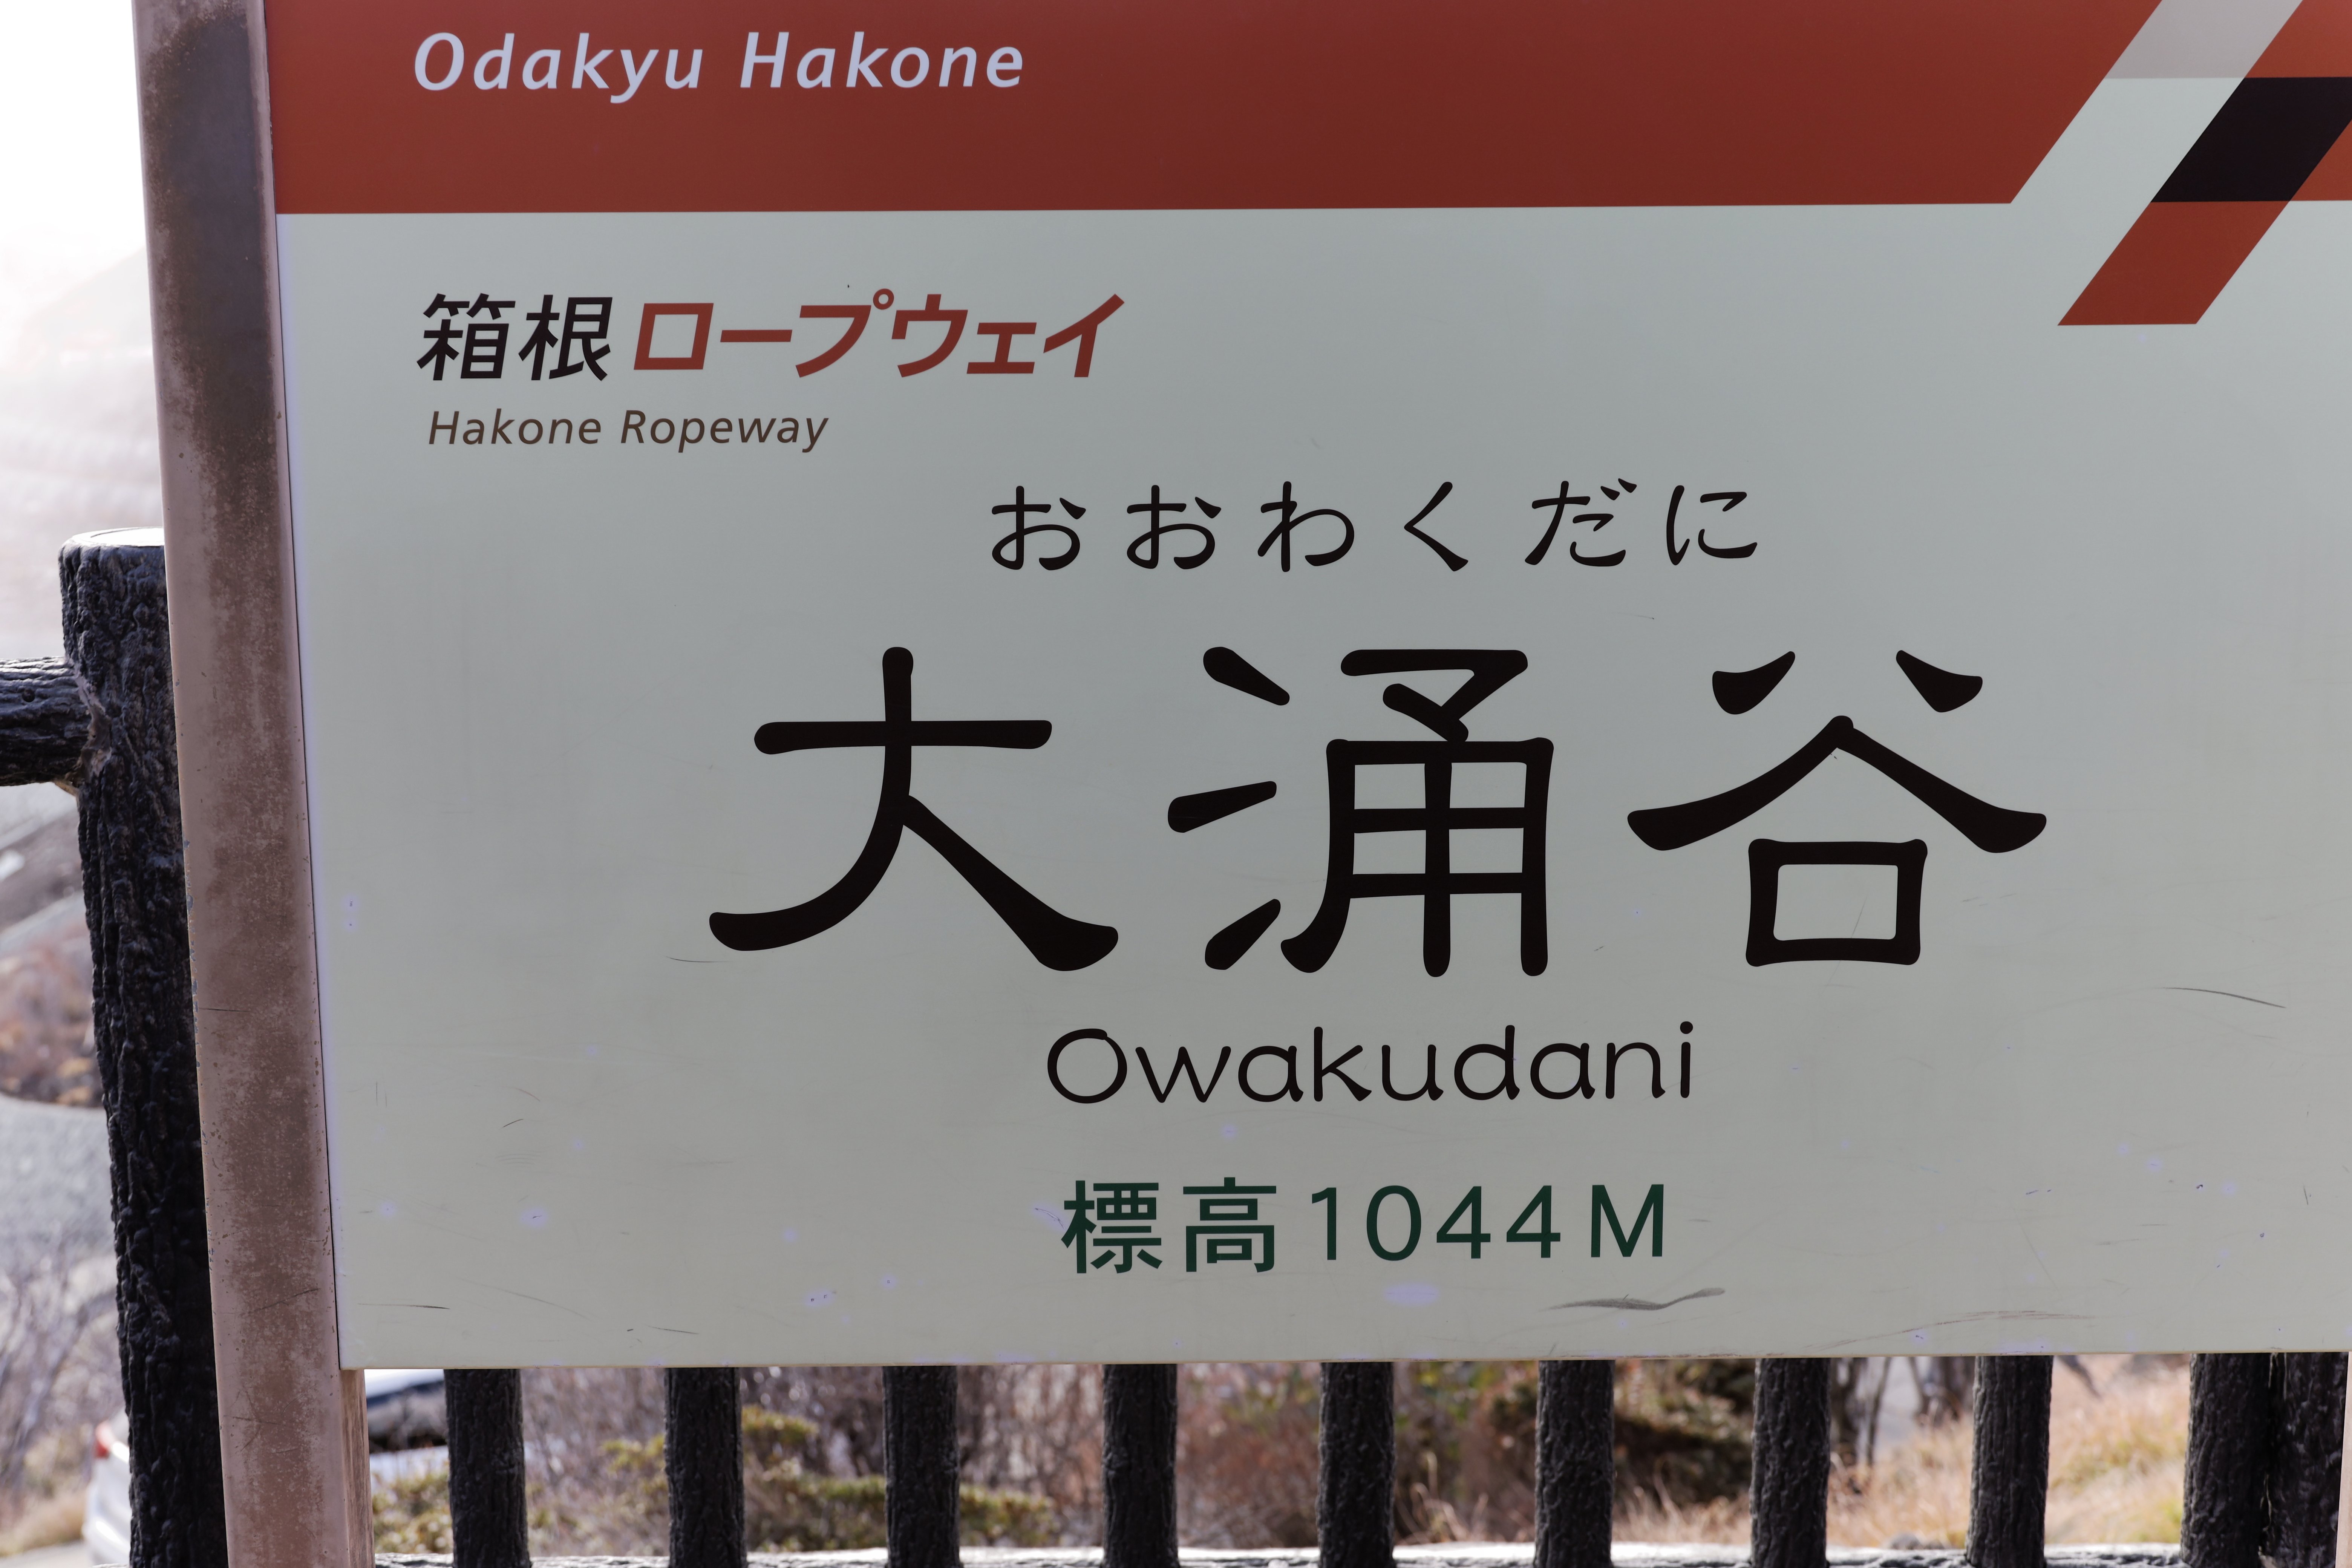 Odakyu Hakone
箱根ロープウェイ
Hakone Ropeway
おおわくだに
大涌谷
Owakudani
標高1044M